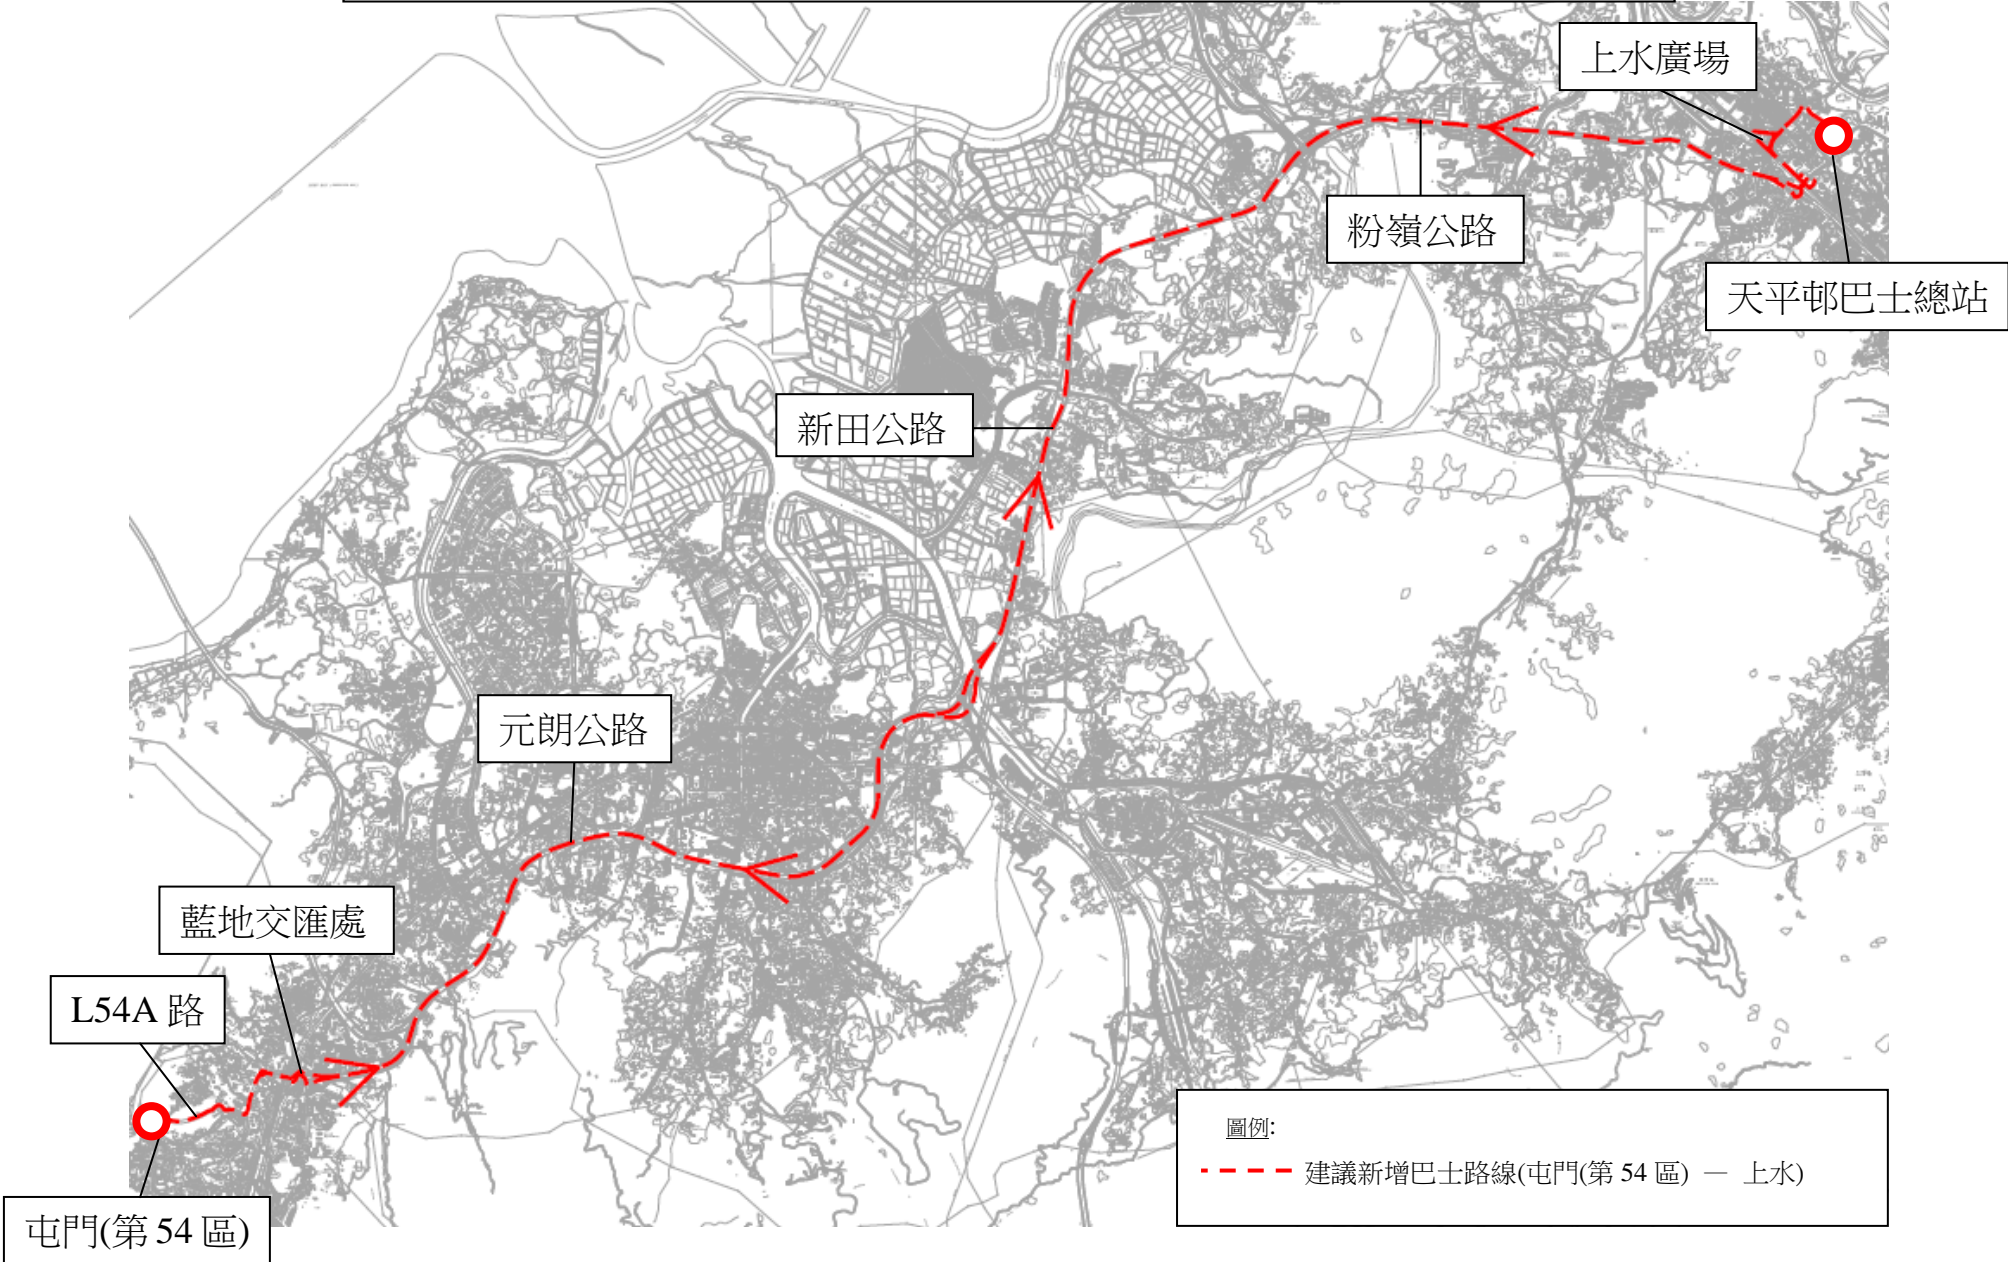 上水廣場
粉嶺公路
天平邨巴士總站
新田公路
元朗公路
藍地交匯處
L54A 路
屯門(第 54 區)
圖例:
建議新增巴士路線(屯門(第 54 區) — 上水)